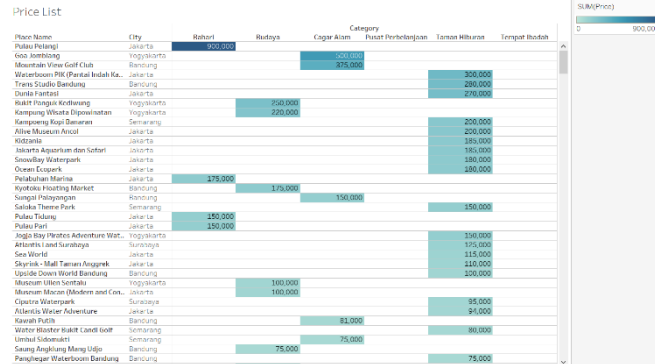 Price List
SUM(Price)
0 900,00
Category
Place Name City Bahari Budaya Cagar Alam Pusat Perbelanjaan Taman Hiburan Tempat Ibadah
Pulau Pelangi Jakarta 900,000
Goa Jomblang Yogyakarta 500,000
Mountain View Golf Club Bandung 375,000
Waterboom PIK (Pantai Indah Ka.. Jakarta 300,000
Trans Studio Bandung Bandung 280,000
Dunia Fantasi Jakarta 270,000
Bukit Panguk Kediwung Yogyakarta 250,000
Kampung Wisata Dipowinatan Yogyakarta 220,000
Kampoeng Kopi Banaran Semarang 200,000
Alive Museum Ancol Jakarta 200,000
Kidzania Jakarta 185,000
Jakarta Aquarium dan Safari Jakarta 185,000
SnowBay Waterpark Jakarta 180,000
Ocean Ecopark Jakarta 180,000
Pelabuhan Marina Jakarta 175,000
Kyotoku Floating Market Bandung 175,000
Sungai Palayangan Bandung 150,000
Saloka Theme Park Semarang 150,000
Pulau Tidung Jakarta 150,000
Pulau Pari Jakarta 150,000
Jogja Bay Pirates Adventure Wat.. Yogyakarta 150,000
Atlantis Land Surabaya Surabaya 125,000
Sea World Jakarta 115,000
Skyrink - Mall Taman Anggrek Jakarta 110,000
Upside Down World Bandung Bandung 100,000
Museum Ullen Sentalu Yogyakarta 100,000
Museum Macan (Modern and Con.. Jakarta 100,000
Ciputra Waterpark Surabaya 95,000
Atlantis Water Adventure Jakarta 94,000
Kawah Putih Bandung 81,000
Water Blaster Bukit Candi Golf Semarang 80,000
Umbul Sidomukti Semarang 75,000
Saung Angklung Mang Udjo Bandung 75,000
Panghegar Waterboom Bandung Bandung 75,000